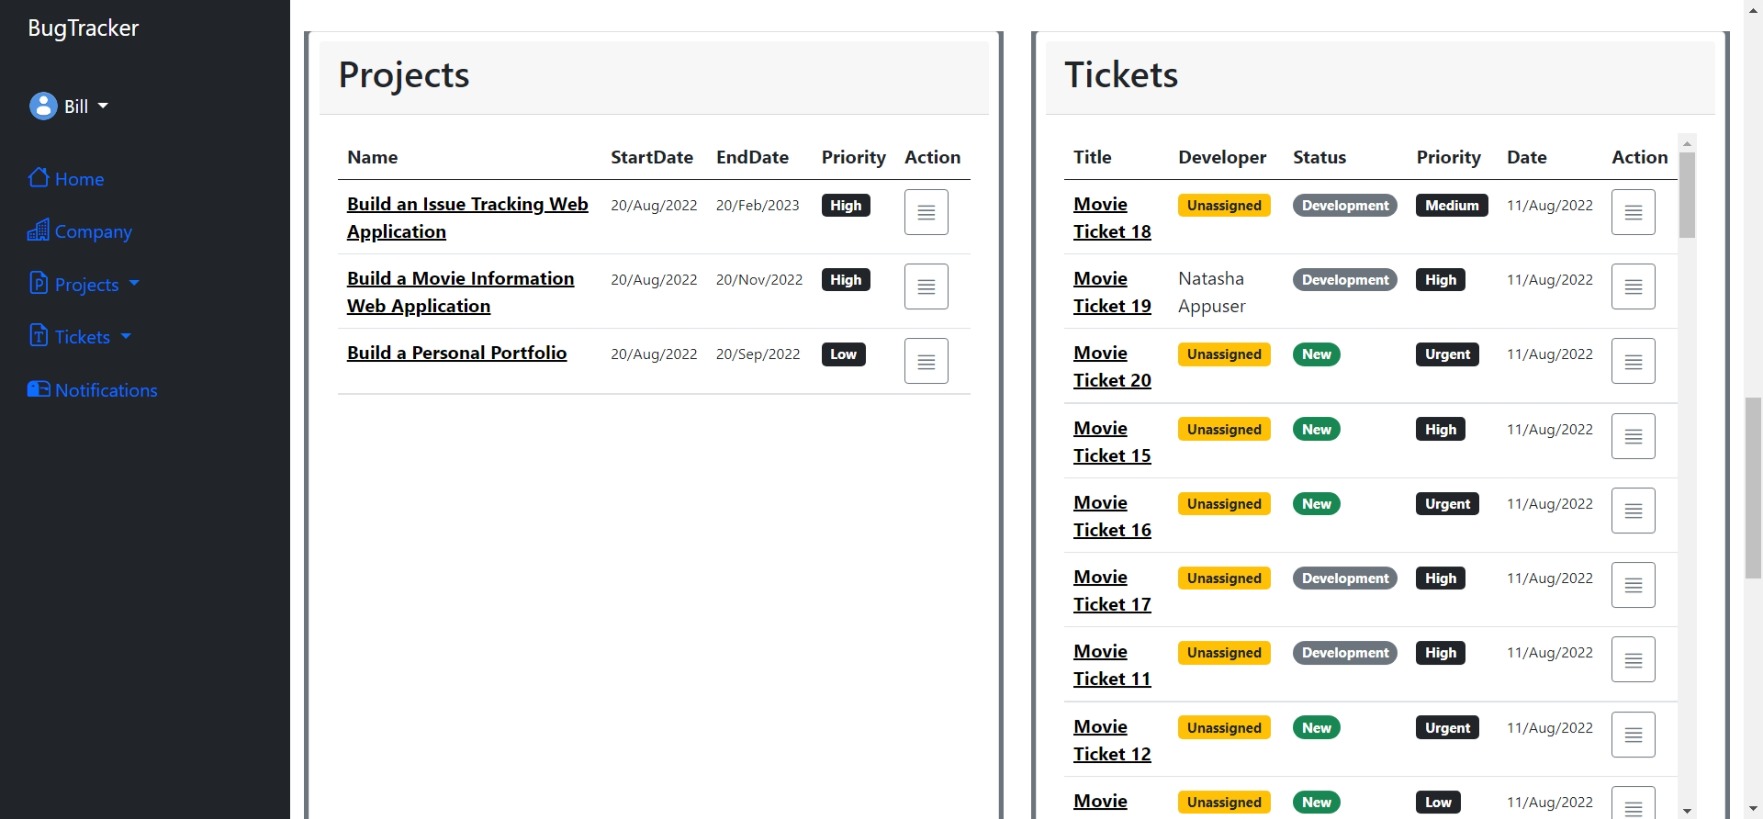 BugTracker
Bill
Home
Company
Projects
Tickets
Notifications
Projects
Name StartDate EndDate Priority Action
Build an Issue Tracking Web 20/Aug/2022 20/Feb/2023 High
Application
Build a Movie Information 20/Aug/2022 20/Nov/2022 High
Web Application
Build a Personal Portfolio 20/Aug/2022 20/Sep/2022 Low
Tickets
Title Developer Status Priority Date Action
Movie Unassigned Development Medium 11/Aug/2022
Ticket 18
Movie Natasha Development High 11/Aug/2022
Ticket 19 Appuser
Movie Unassigned New Urgent 11/Aug/2022
Ticket 20
Movie Unassigned New High 11/Aug/2022
Ticket 15
Movie Unassigned New Urgent 11/Aug/2022
Ticket 16
Movie Unassigned Development High 11/Aug/2022
Ticket 17
Movie Unassigned Development High 11/Aug/2022
Ticket 11
Movie Unassigned New Urgent 11/Aug/2022
Ticket 12
Movie Unassigned New Low 11/Aug/2022